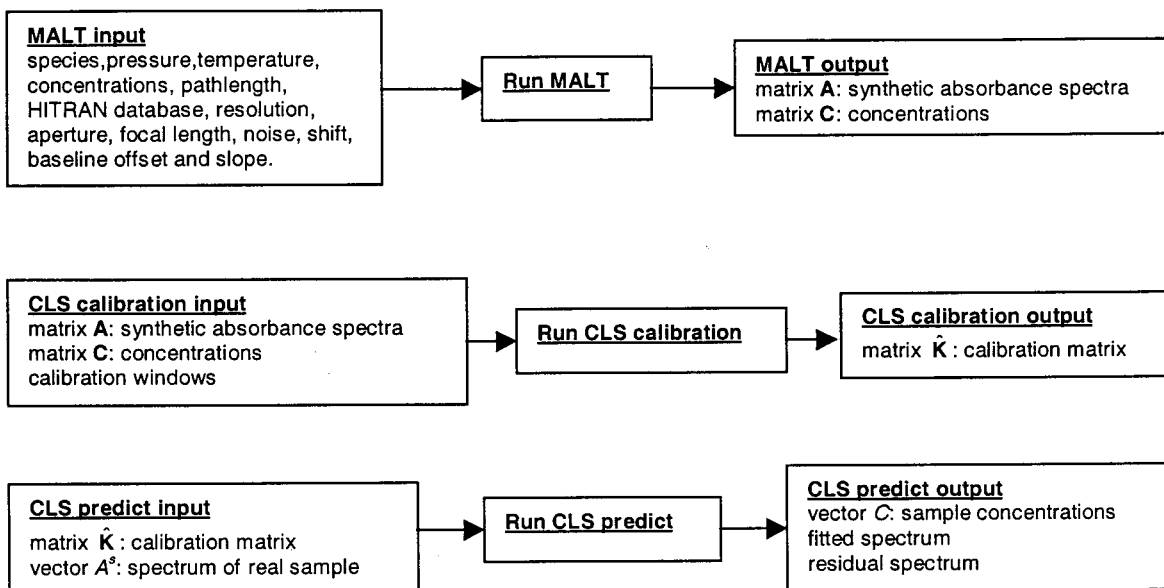 MALT input
species,pressure,temperature,
concentrations, pathlength,
HITRAN database, resolution,
aperture, focal length, noise, shift,
baseline offset and slope.
Run MALT
MALT output
matrix A: synthetic absorbance spectra
matrix C: concentrations
CLS calibration input
matrix A: synthetic absorbance spectra
matrix C: concentrations
calibration windows
Run CLS calibration
CLS calibration output
matrix K̂ : calibration matrix
CLS predict input
matrix K̂ : calibration matrix
vector Aˢ: spectrum of real sample
Run CLS predict
CLS predict output
vector C: sample concentrations
fitted spectrum
residual spectrum